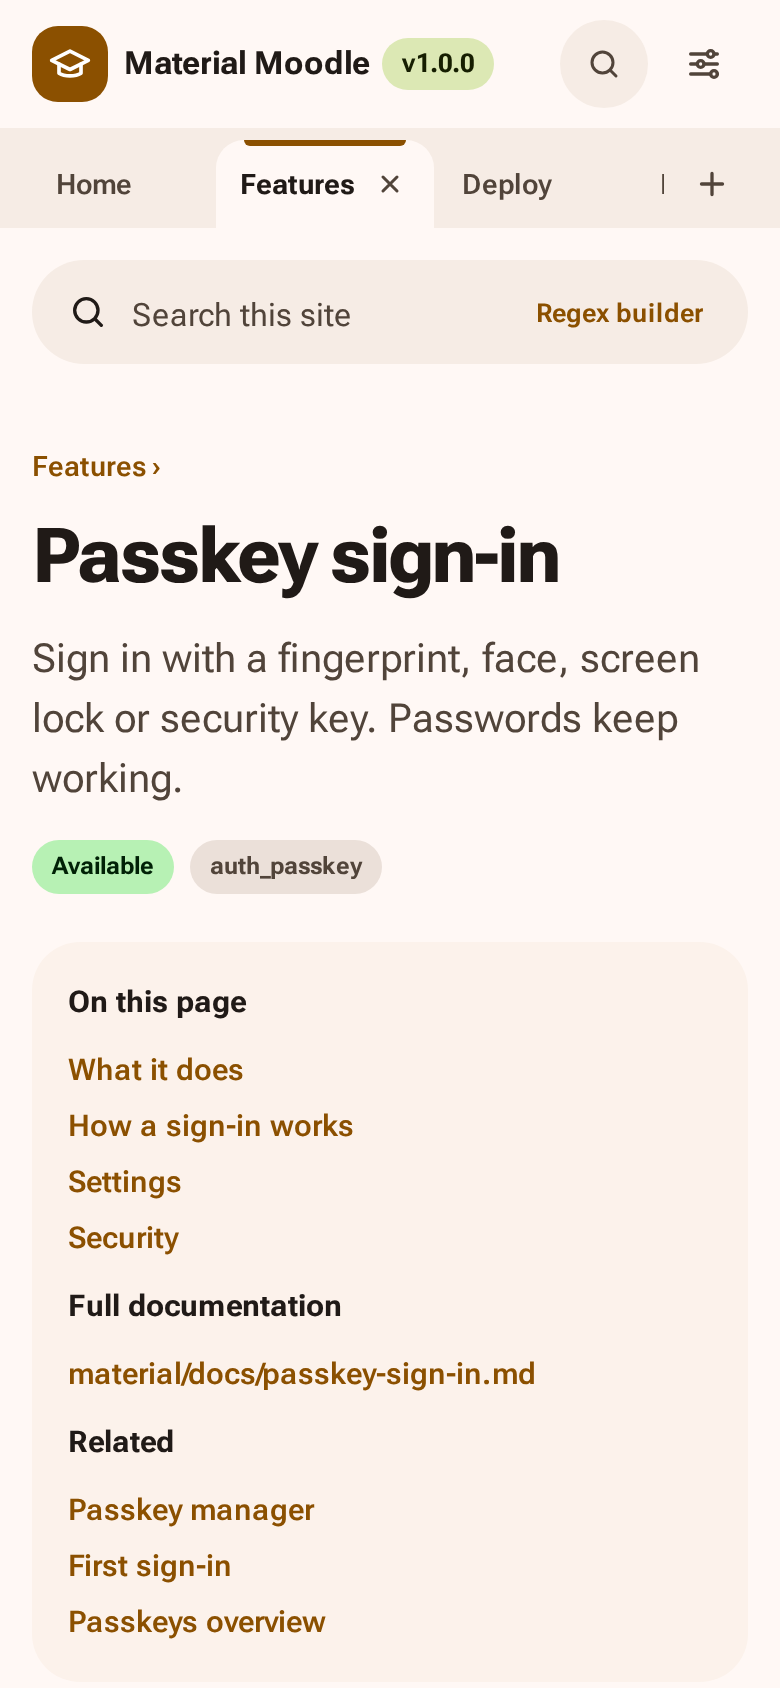 Material Moodle v1.0.0
Home Features Deploy
Search this site Regex builder
Features ›
Passkey sign-in
Sign in with a fingerprint, face, screen
lock or security key. Passwords keep
working.
Available auth_passkey
On this page
What it does
How a sign-in works
Settings
Security
Full documentation
material/docs/passkey-sign-in.md
Related
Passkey manager
First sign-in
Passkeys overview